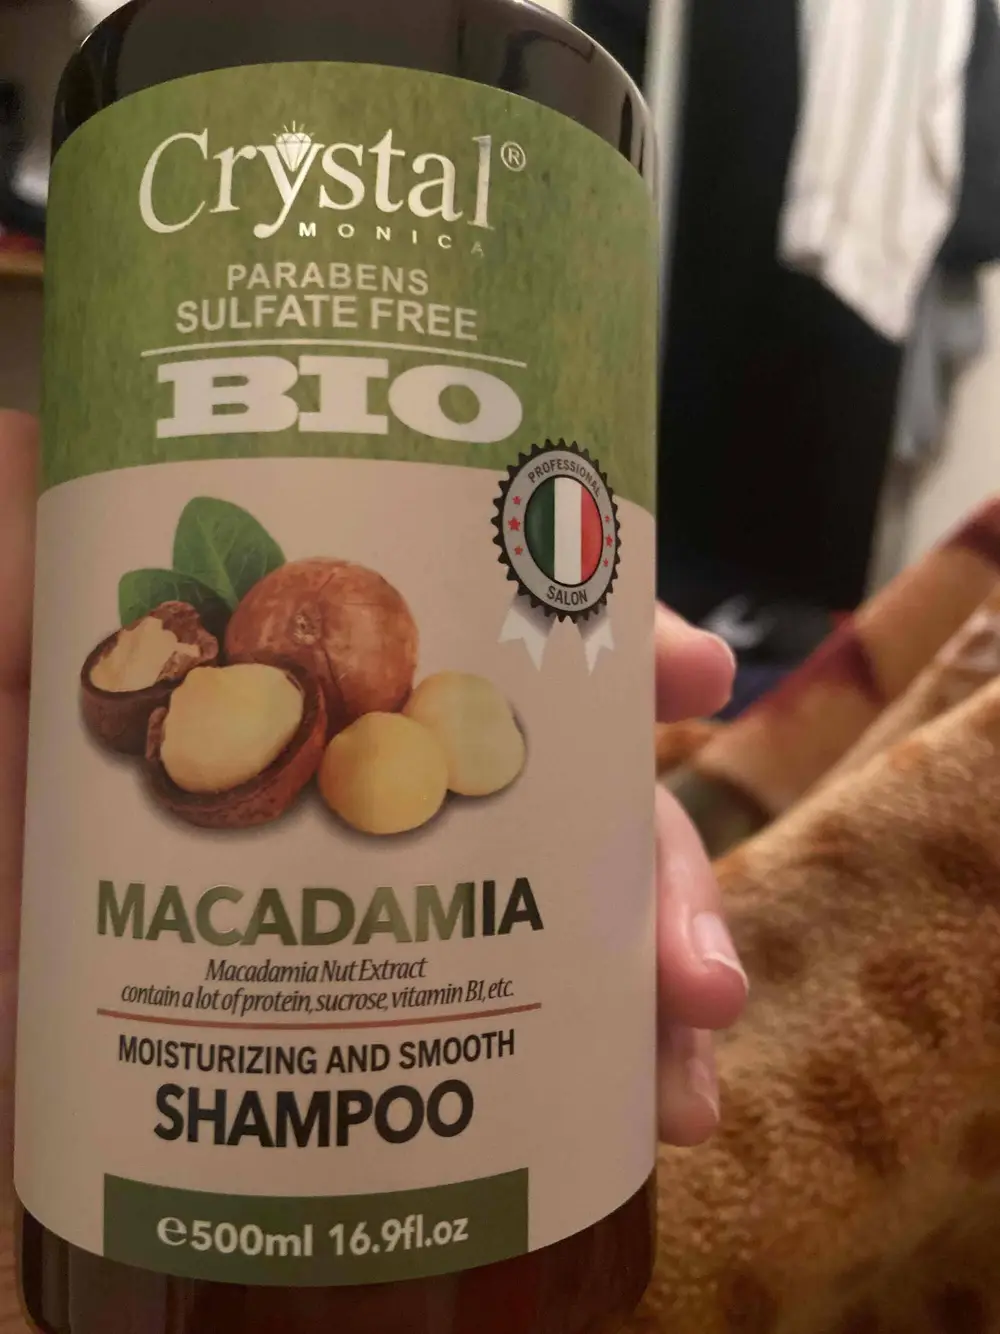 Crystal®
MONICA
PARABENS
SULFATE FREE
BIO
PROFESSIONAL
SALON
MACADAMIA
Macadamia Nut Extract
contain a lot of protein, sucrose, vitamin B1, etc.
MOISTURIZING AND SMOOTH
SHAMPOO
℮500ml 16.9fl.oz